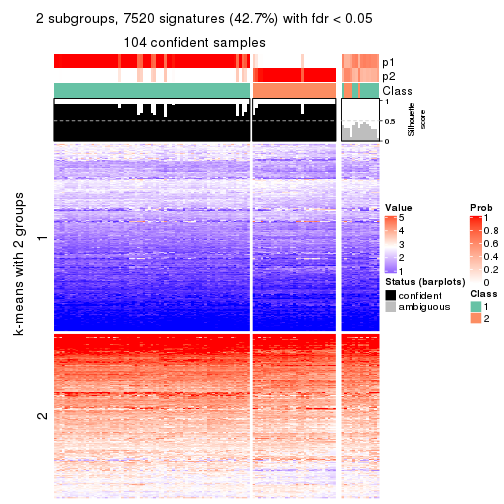 2 subgroups, 7520 signatures (42.7%) with fdr < 0.05
104 confident samples
p1
p2
Class
1
0.5
0
Silhouette
score
k-means with 2 groups
1
2
Value
5
4
3
2
1
Status (barplots)
confident
ambiguous
Prob
1
0.8
0.6
0.4
0.2
0
Class
1
2